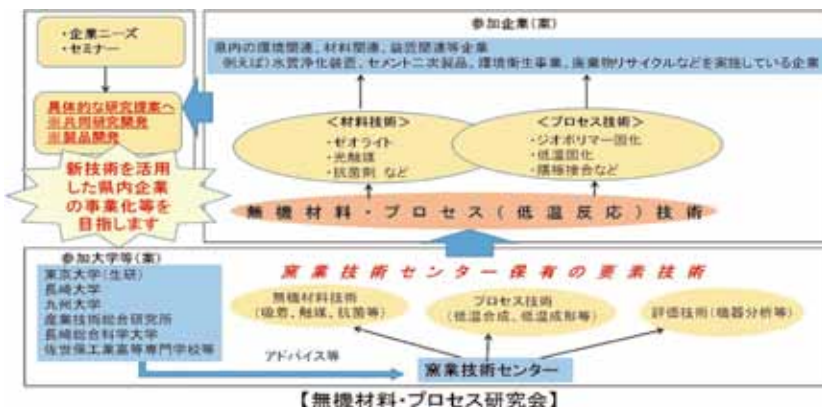 ・企業ニーズ
・セミナー
具体的な研究提案へ
※共同研究開発
※製品開発
新技術を活用
した県内企業
の事業化等を
目指します
参加企業(案)
県内の環境関連、材料関連、装置関連等企業
例えば)水質浄化装置、セメント二次製品、環境衛生事業、廃棄物リサイクルなどを実施している企業
＜材料技術＞
・ゼオライト
・光触媒
・抗菌剤 など
＜プロセス技術＞
・ジオポリマー固化
・低温固化
・陽極接合など
無機材料・プロセス(低温反応)技術
参加大学等(案)
東京大学(生研)
長崎大学
九州大学
産業技術総合研究所
長崎総合科学大学
佐世保工業高等専門学校等
窯業技術センター保有の要素技術
無機材料技術
(吸着、触媒、抗菌等)
プロセス技術
(低温合成、低温成形等)
評価技術(機器分析等)
アドバイス等
窯業技術センター
【無機材料・プロセス研究会】